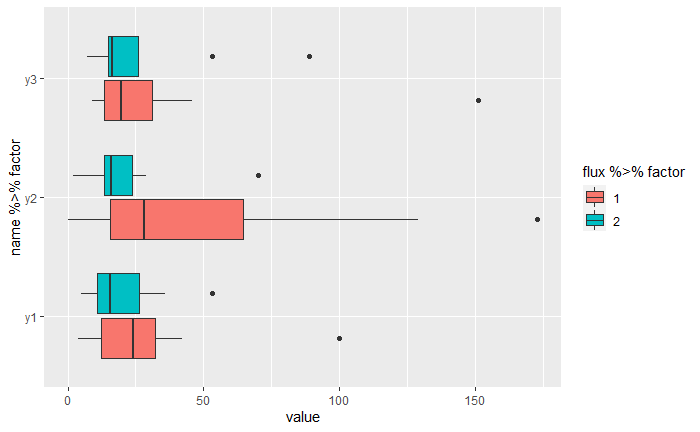 name %>% factor
y3
y2
y1
0
50
100
150
value
flux %>% factor
1
2